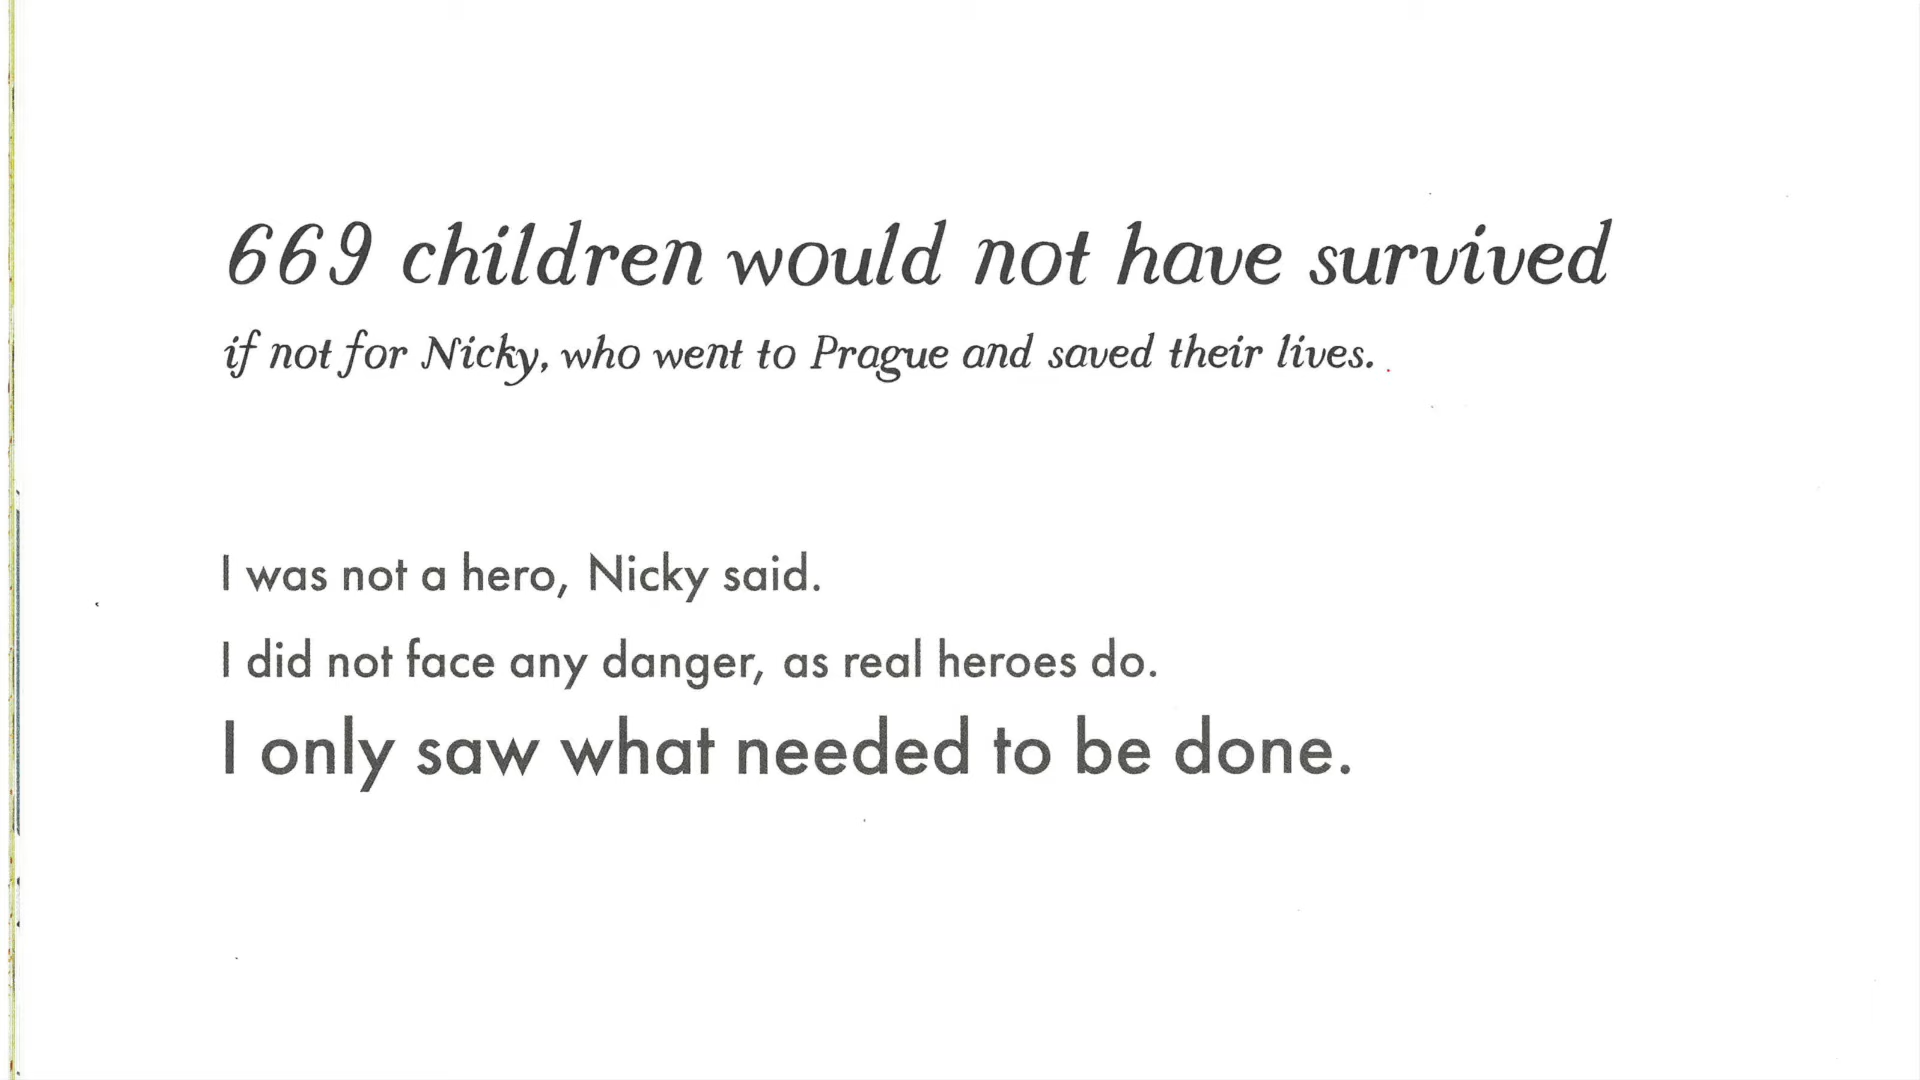 669 children would not have survived
if not for Nicky, who went to Prague and saved their lives.
I was not a hero, Nicky said.
I did not face any danger, as real heroes do.
I only saw what needed to be done.